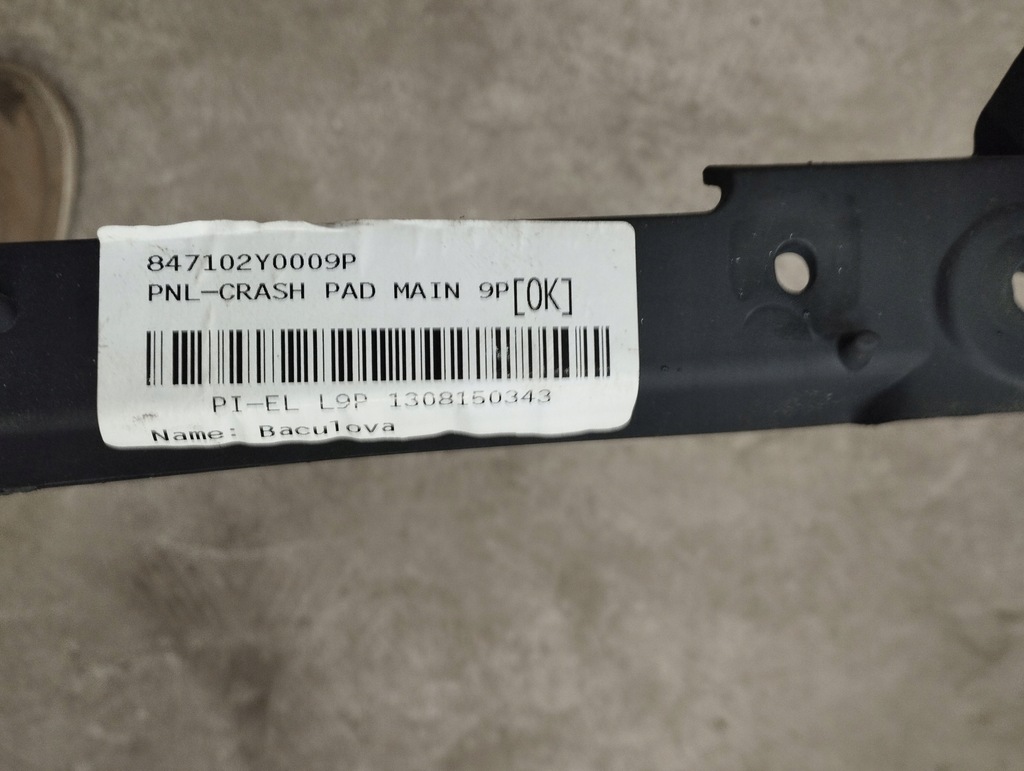 847102Y0009P
PNL-CRASH PAD MAIN 9P[OK]
PI-EL L9P 1308150343
Name: Baculova